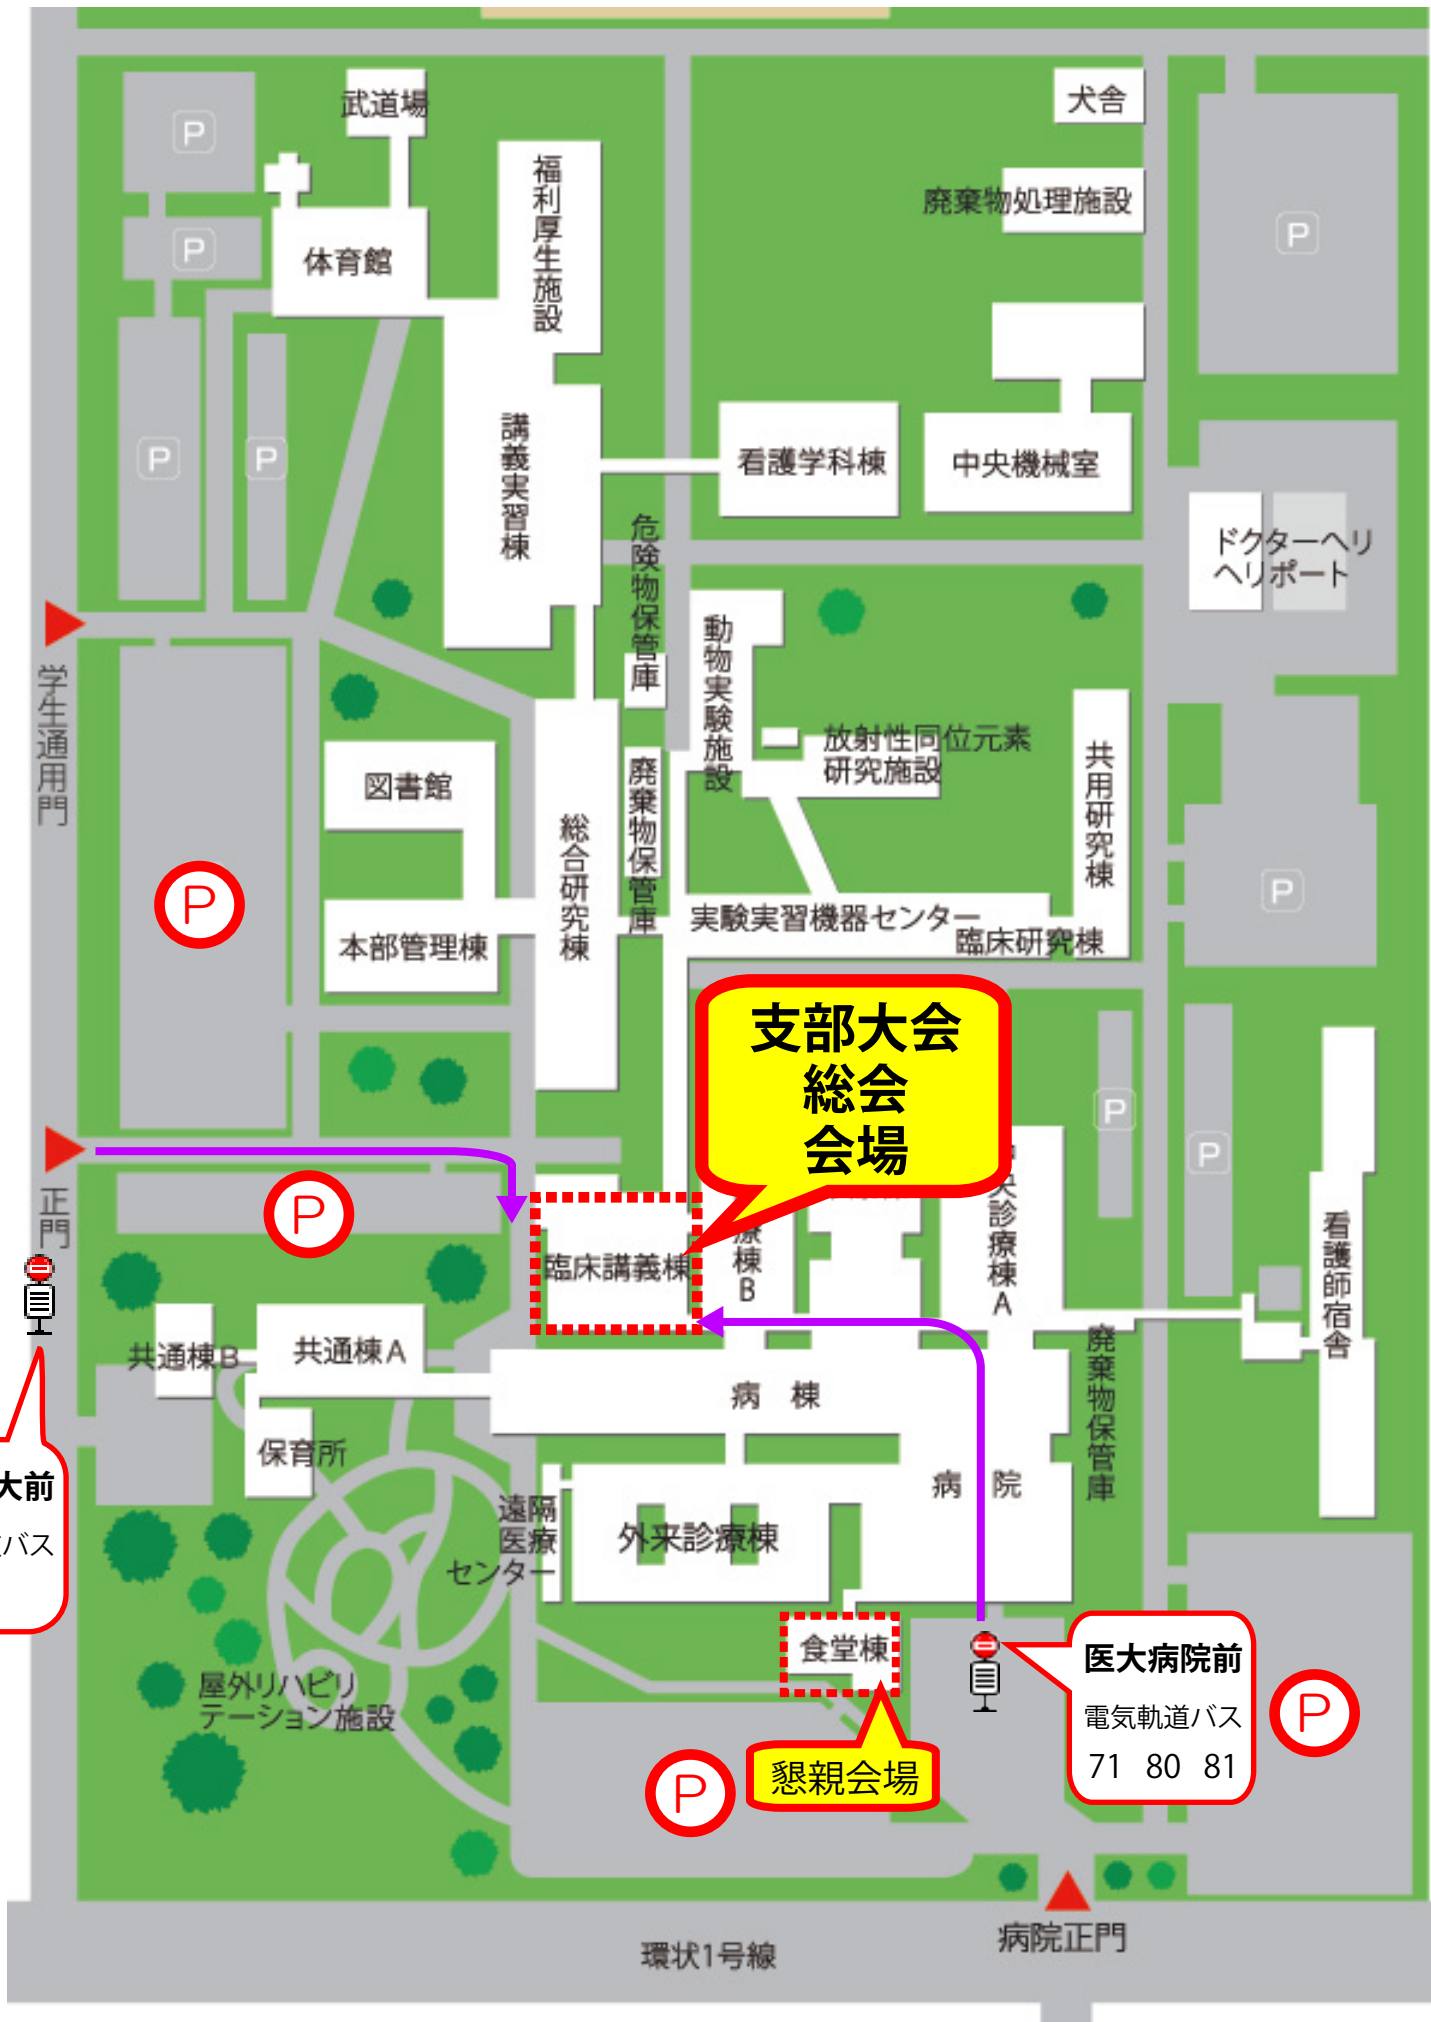 武道場
犬舎
P
福利厚生施設
廃棄物処理施設
P
P
体育館
講義実習棟
P
P
看護学科棟
中央機械室
ドクターヘリ
ヘリポート
危険物保管庫
動物実験施設
学生通用門
放射性同位元素
研究施設
共用研究棟
図書館
廃棄物保管庫
総合研究棟
P
P
実験実習機器センター
臨床研究棟
本部管理棟
支部大会
総会
会場
P
P
正門
P
央診療棟A
療棟B
看護師宿舎
臨床講義棟
共通棟B
共通棟A
廃棄物保管庫
病棟
保育所
大前
バス
病院
遠隔
医療
センター
外来診療棟
食堂棟
医大病院前
電気軌道バス
71 80 81
P
屋外リハビリ
テーション施設
懇親会場
P
病院正門
環状1号線